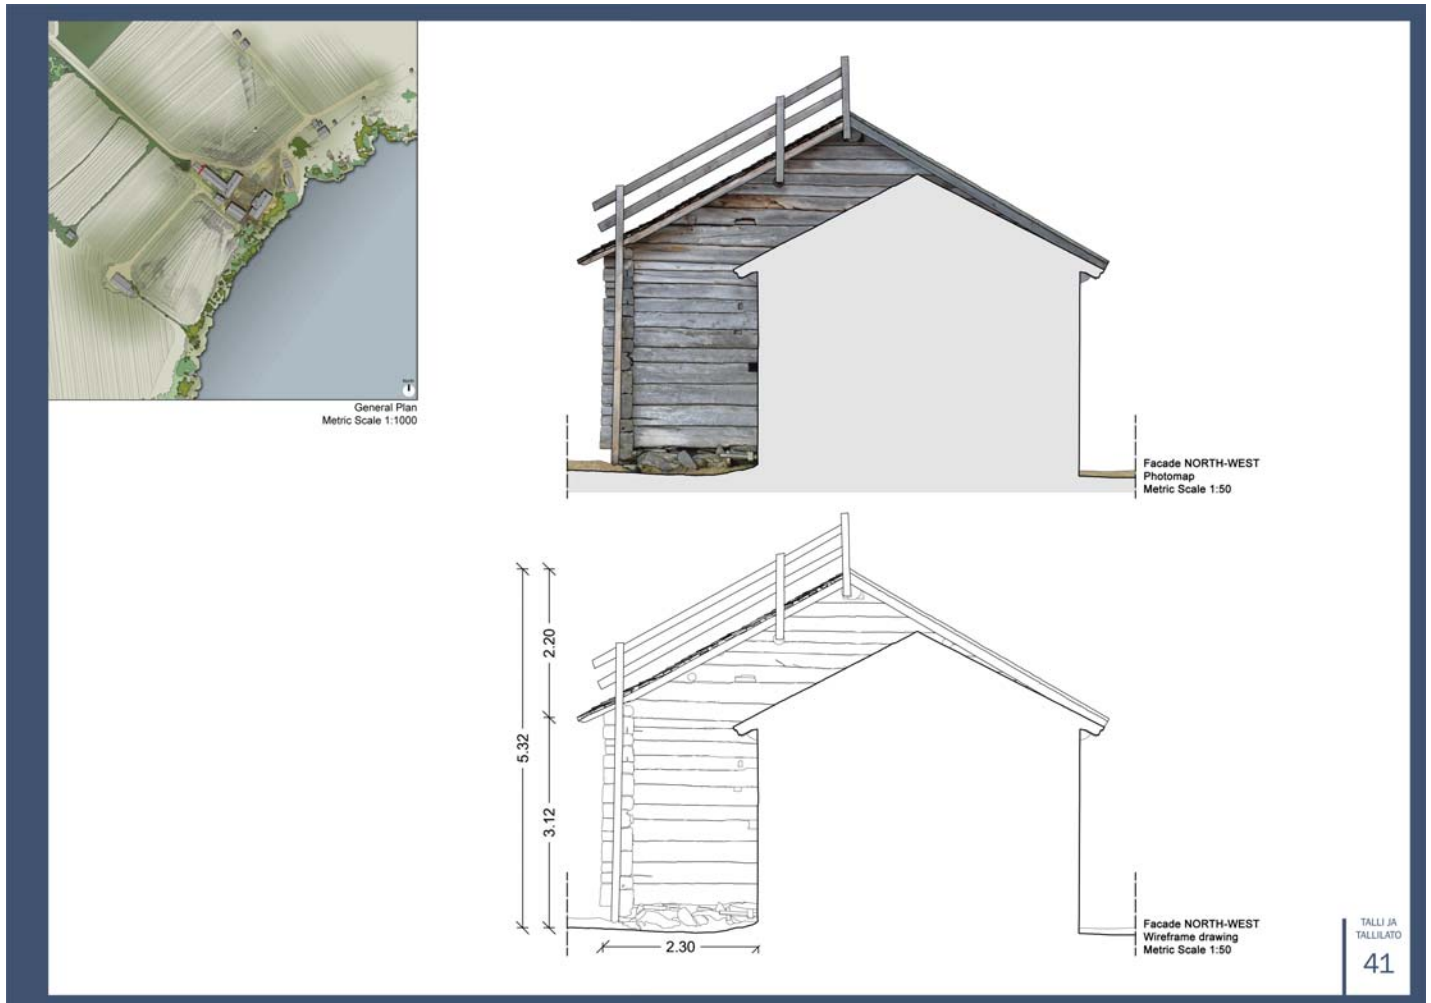 North
General Plan
Metric Scale 1:1000
Facade NORTH-WEST
Photomap
Metric Scale 1:50
2.20
5.32
3.12
2.30
Facade NORTH-WEST
Wireframe drawing
Metric Scale 1:50
TALLI JA
TALLILATO
41